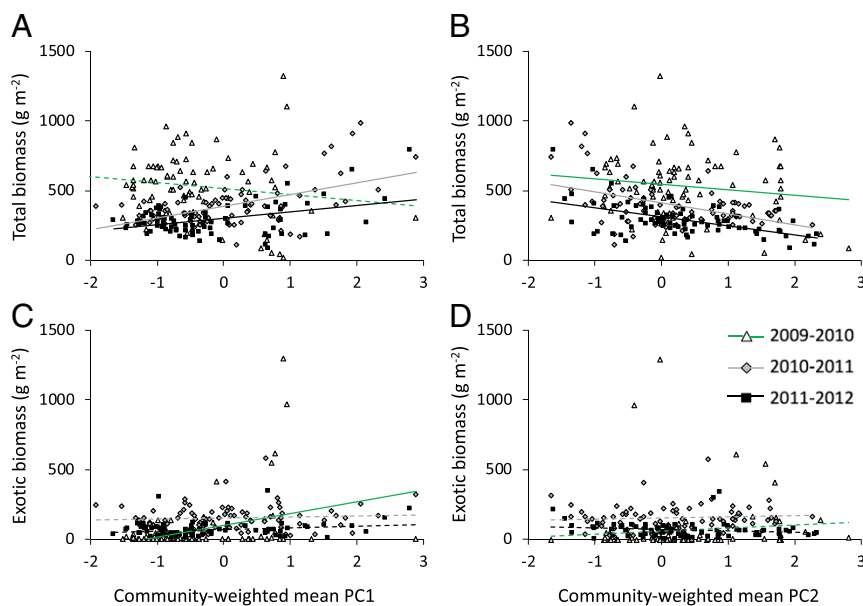 A
B
1500
1000
500
0
Total biomass (g m⁻²)
-2 -1 0 1 2 3
1500
1000
500
0
Total biomass (g m⁻²)
-2 -1 0 1 2 3
C
D
1500
1000
500
0
Exotic biomass (g m⁻²)
-2 -1 0 1 2 3
Community-weighted mean PC1
1500
1000
500
0
Exotic biomass (g m⁻²)
-2 -1 0 1 2 3
Community-weighted mean PC2
2009-2010
2010-2011
2011-2012